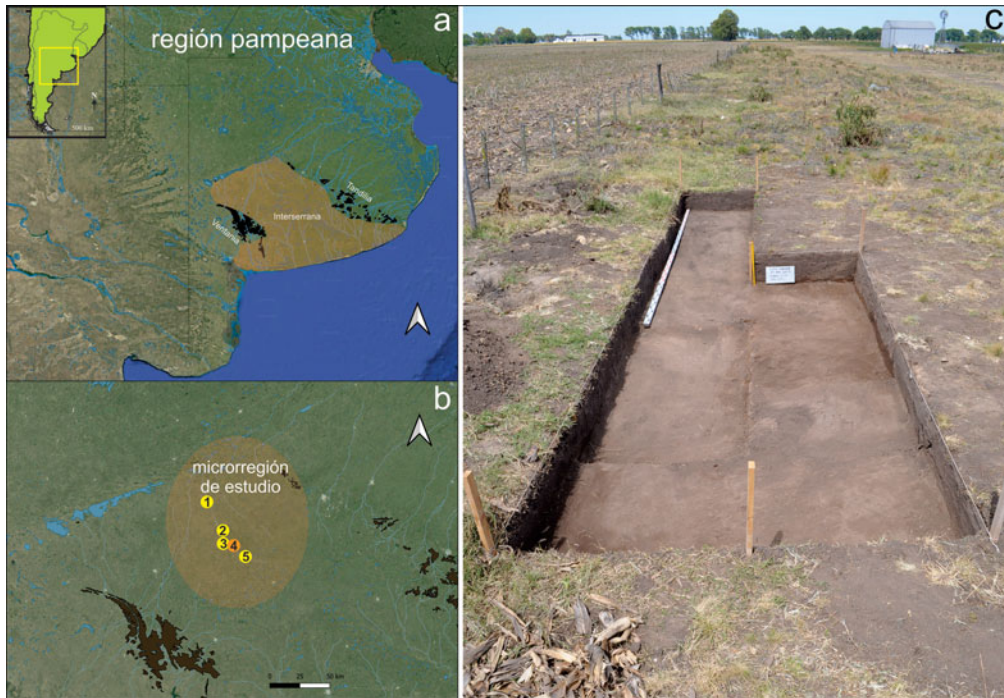 a
región pampeana
N
500 km
Tandilia
Interserrana
Ventania
b
microrregión
de estudio
1
2
3
4
5
0 25 50 km
c